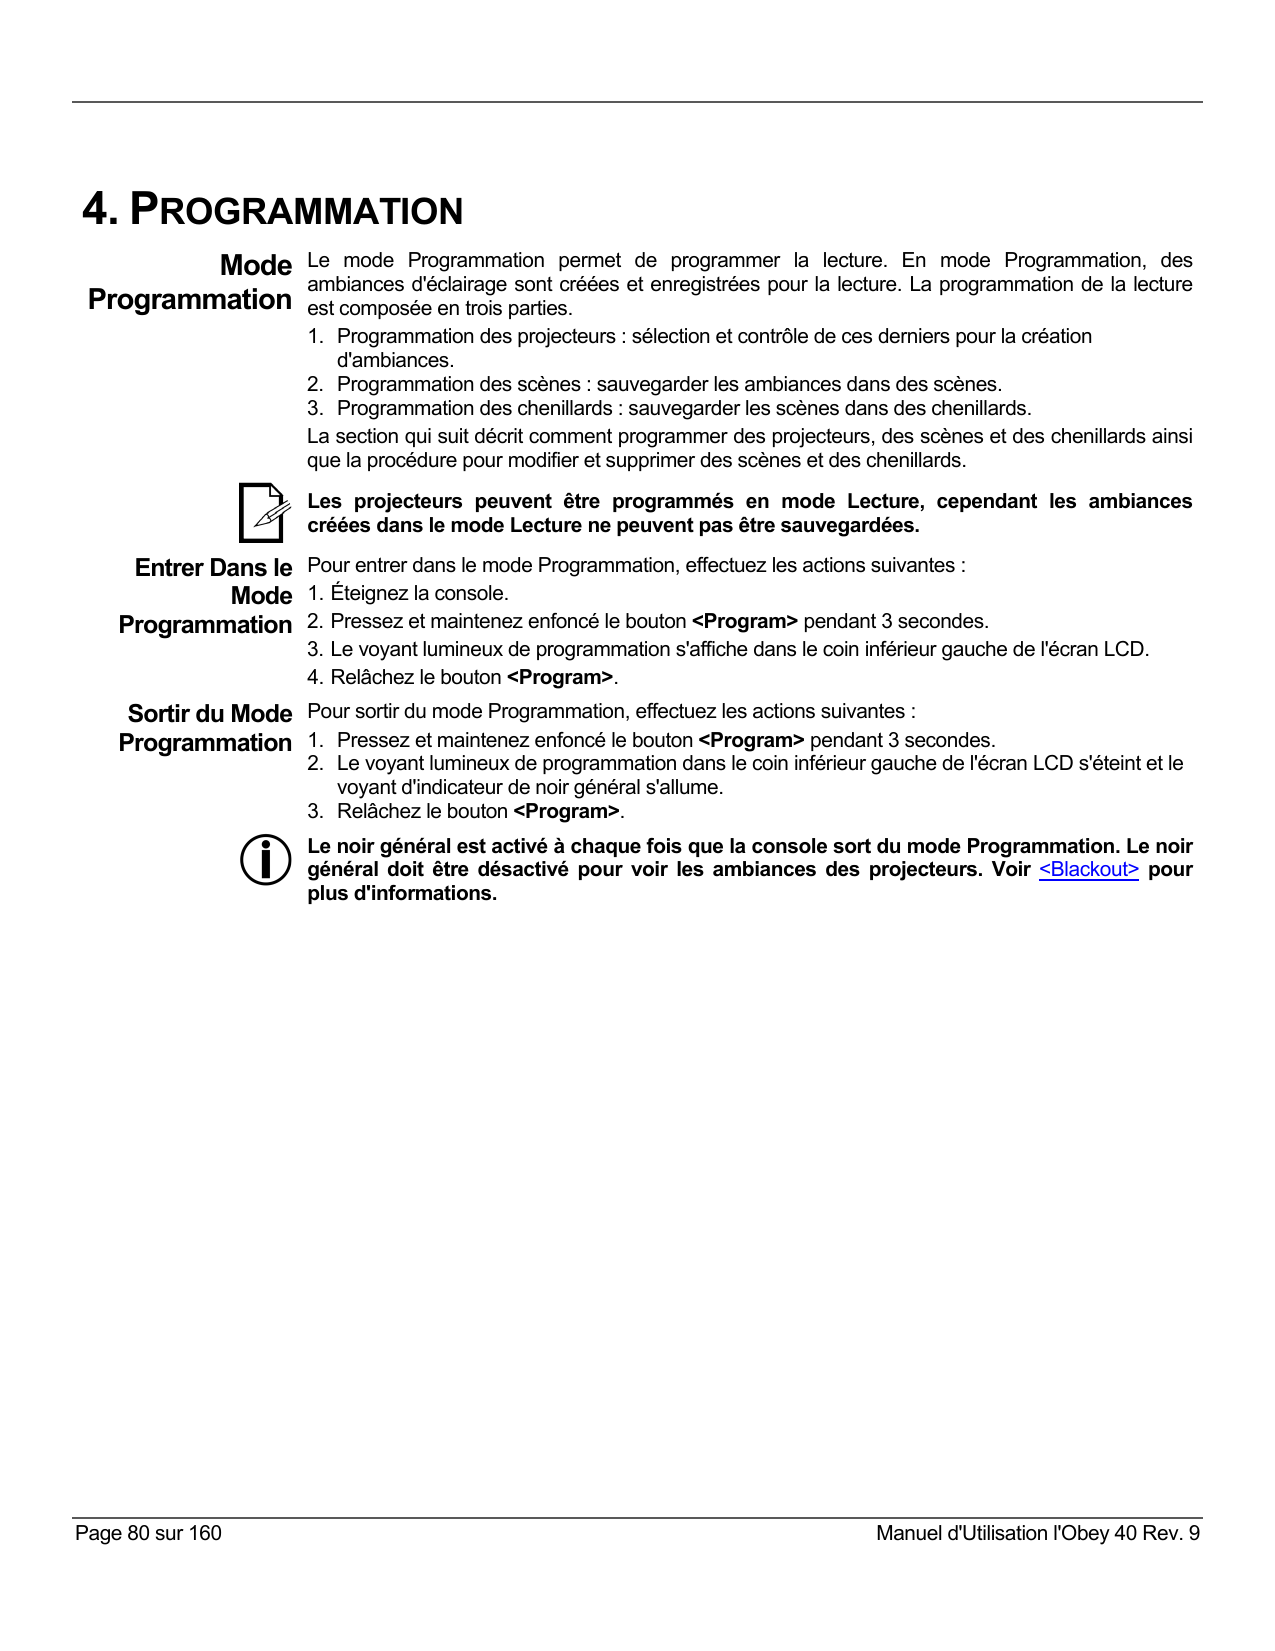 4. PROGRAMMATION
Mode
Programmation
Le mode Programmation permet de programmer la lecture. En mode Programmation, des
ambiances d'éclairage sont créées et enregistrées pour la lecture. La programmation de la lecture
est composée en trois parties.
1. Programmation des projecteurs : sélection et contrôle de ces derniers pour la création
d'ambiances.
2. Programmation des scènes : sauvegarder les ambiances dans des scènes.
3. Programmation des chenillards : sauvegarder les scènes dans des chenillards.
La section qui suit décrit comment programmer des projecteurs, des scènes et des chenillards ainsi
que la procédure pour modifier et supprimer des scènes et des chenillards.
Les projecteurs peuvent être programmés en mode Lecture, cependant les ambiances
créées dans le mode Lecture ne peuvent pas être sauvegardées.
Entrer Dans le
Mode
Programmation
Pour entrer dans le mode Programmation, effectuez les actions suivantes :
1. Éteignez la console.
2. Pressez et maintenez enfoncé le bouton <Program> pendant 3 secondes.
3. Le voyant lumineux de programmation s'affiche dans le coin inférieur gauche de l'écran LCD.
4. Relâchez le bouton <Program>.
Sortir du Mode
Programmation
Pour sortir du mode Programmation, effectuez les actions suivantes :
1. Pressez et maintenez enfoncé le bouton <Program> pendant 3 secondes.
2. Le voyant lumineux de programmation dans le coin inférieur gauche de l'écran LCD s'éteint et le
voyant d'indicateur de noir général s'allume.
3. Relâchez le bouton <Program>.
Le noir général est activé à chaque fois que la console sort du mode Programmation. Le noir
général doit être désactivé pour voir les ambiances des projecteurs. Voir <Blackout> pour
plus d'informations.
Page 80 sur 160
Manuel d'Utilisation l'Obey 40 Rev. 9